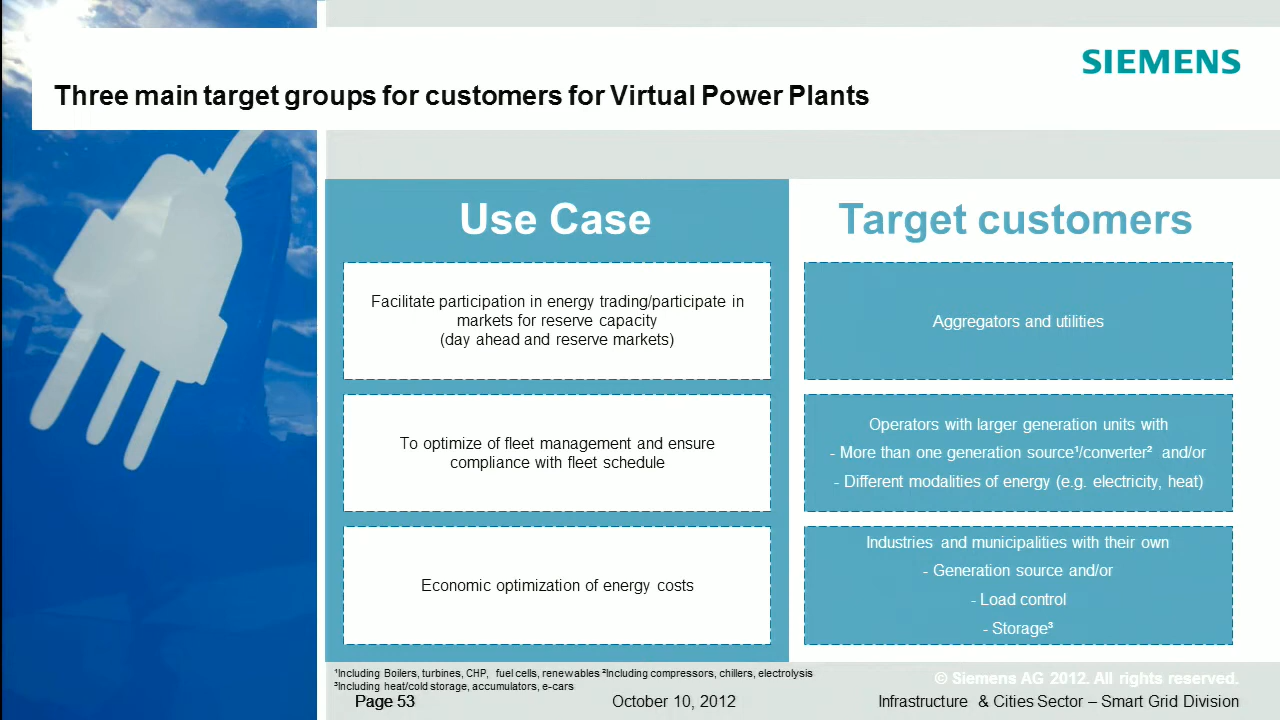 SIEMENS
Three main target groups for customers for Virtual Power Plants
Use Case
Target customers
Facilitate participation in energy trading/participate in
markets for reserve capacity
(day ahead and reserve markets)
Aggregators and utilities
To optimize of fleet management and ensure
compliance with fleet schedule
Operators with larger generation units with
- More than one generation source¹/converter² and/or
- Different modalities of energy (e.g. electricity, heat)
Economic optimization of energy costs
Industries and municipalities with their own
- Generation source and/or
- Load control
- Storage³
¹Including Boilers, turbines, CHP, fuel cells, renewables ²Including compressors, chillers, electrolysis
³Including heat/cold storage, accumulators, e-cars
© Siemens AG 2012. All rights reserved.
Page 53 October 10, 2012 Infrastructure & Cities Sector – Smart Grid Division